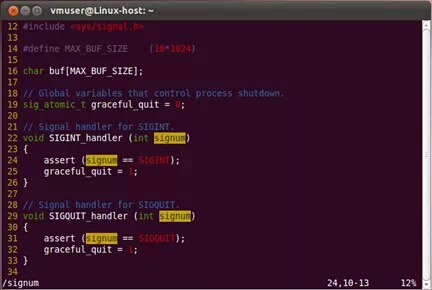 vmuser@Linux-host: ~
12 #include <sys/signal.h>
13
14 #define MAX_BUF_SIZE    (10*1024)
15
16 char buf[MAX_BUF_SIZE];
17
18 // Global variables that control process shutdown.
19 sig_atomic_t graceful_quit = 0;
20
21 // Signal handler for SIGINT.
22 void SIGINT_handler (int signum)
23 {
24    assert (signum == SIGINT);
25    graceful_quit = 1;
26 }
27
28 // Signal handler for SIGQUIT.
29 void SIGQUIT_handler (int signum)
30 {
31    assert (signum == SIGQUIT);
32    graceful_quit = 1;
33 }
34
/signum 24,10-13 12%